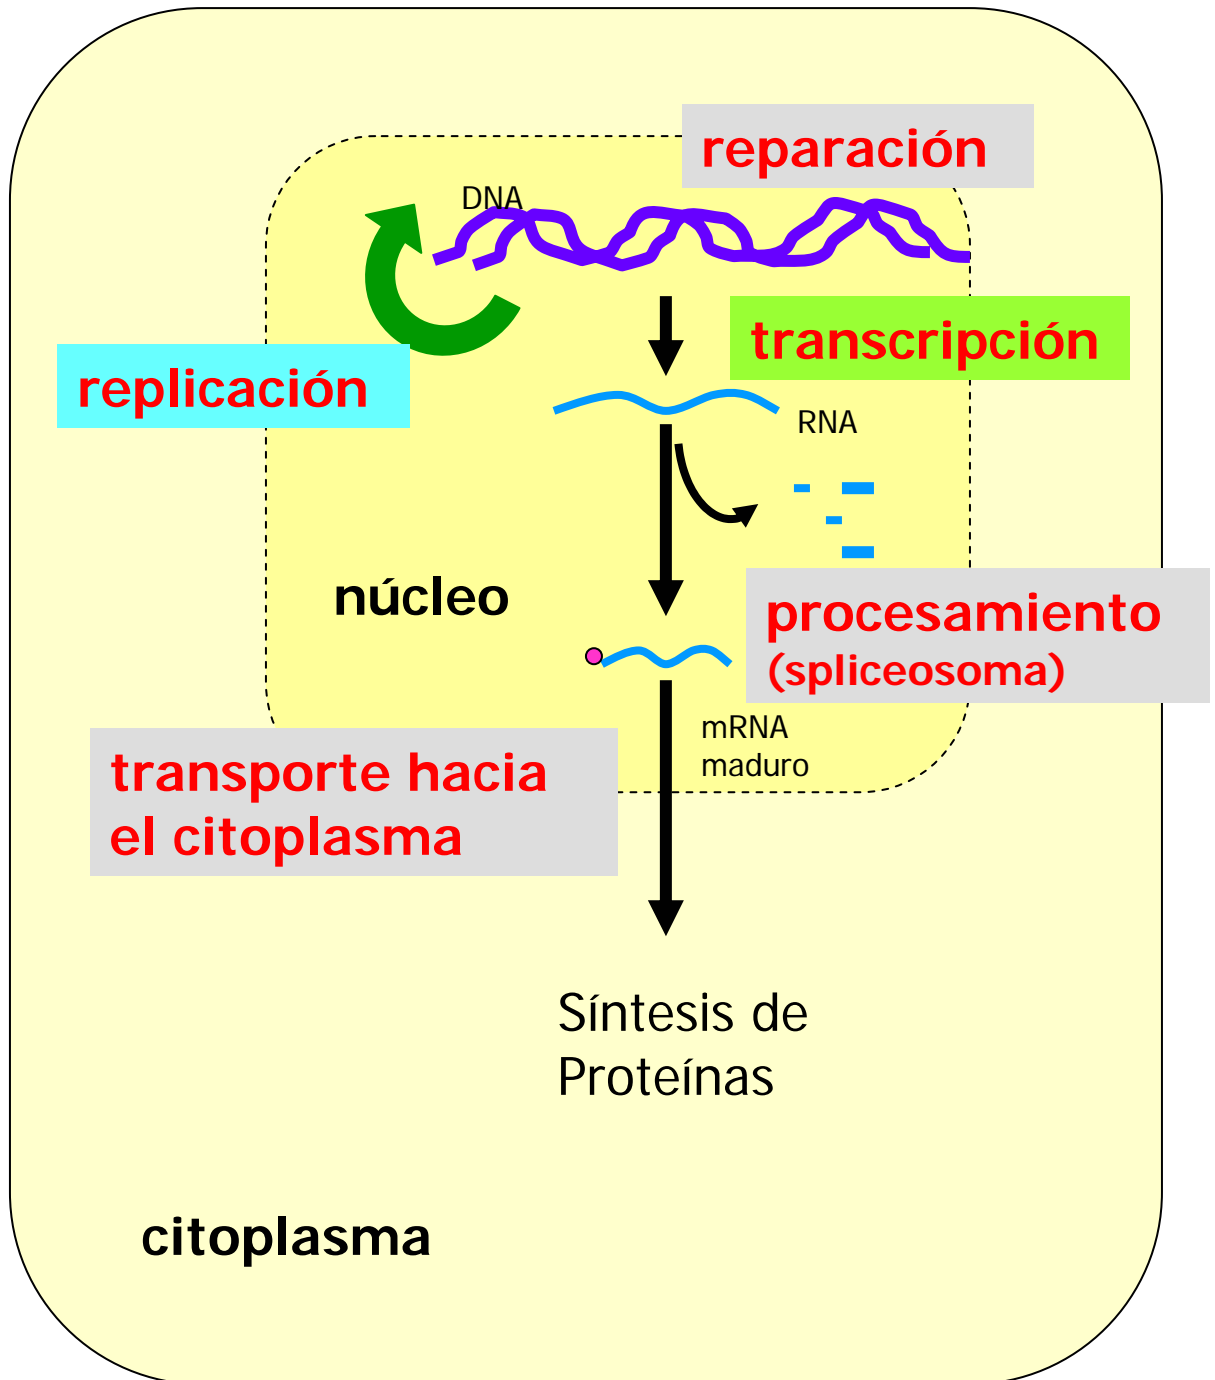 reparación
DNA
transcripción
replicación
RNA
núcleo
procesamiento
(spliceosoma)
mRNA
maduro
transporte hacia
el citoplasma
Síntesis de
Proteínas
citoplasma